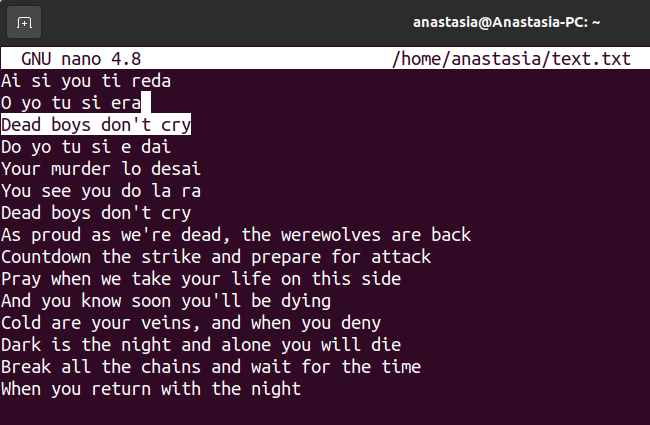 anastasia@Anastasia-PC: ~
GNU nano 4.8 /home/anastasia/text.txt
Ai si you ti reda
O yo tu si era
Dead boys don't cry
Do yo tu si e dai
Your murder lo desai
You see you do la ra
Dead boys don't cry
As proud as we're dead, the werewolves are back
Countdown the strike and prepare for attack
Pray when we take your life on this side
And you know soon you'll be dying
Cold are your veins, and when you deny
Dark is the night and alone you will die
Break all the chains and wait for the time
When you return with the night